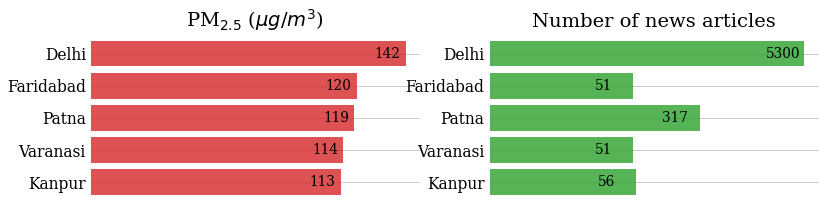 PM2.5 (μg/m³)
Delhi 142
Faridabad 120
Patna 119
Varanasi 114
Kanpur 113
Number of news articles
Delhi 5300
Faridabad 51
Patna 317
Varanasi 51
Kanpur 56